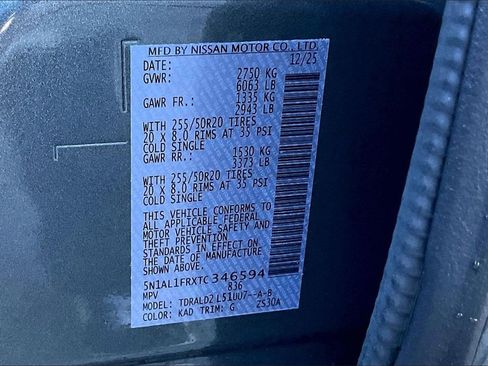 MFD BY NISSAN MOTOR CO., LTD.
DATE: 12/25
GVWR: 2750 KG
6063 LB
GAWR FR.: 1335 KG
2943 LB
WITH 255/50R20 TIRES
20 X 8.0 RIMS AT 35 PSI
COLD SINGLE
GAWR RR.: 1530 KG
3373 LB
WITH 255/50R20 TIRES
20 X 8.0 RIMS AT 35 PSI
COLD SINGLE
THIS VEHICLE CONFORMS TO
ALL APPLICABLE FEDERAL
MOTOR VEHICLE SAFETY AND
THEFT PREVENTION
STANDARDS IN EFFECT ON
THE DATE OF MANUFACTURE
SHOWN ABOVE.
5N1AL1FRXTC346594
MPV 836
MODEL: TDRALD2 L51UU7--A-B
COLOR: KAD TRIM: G ZS30A